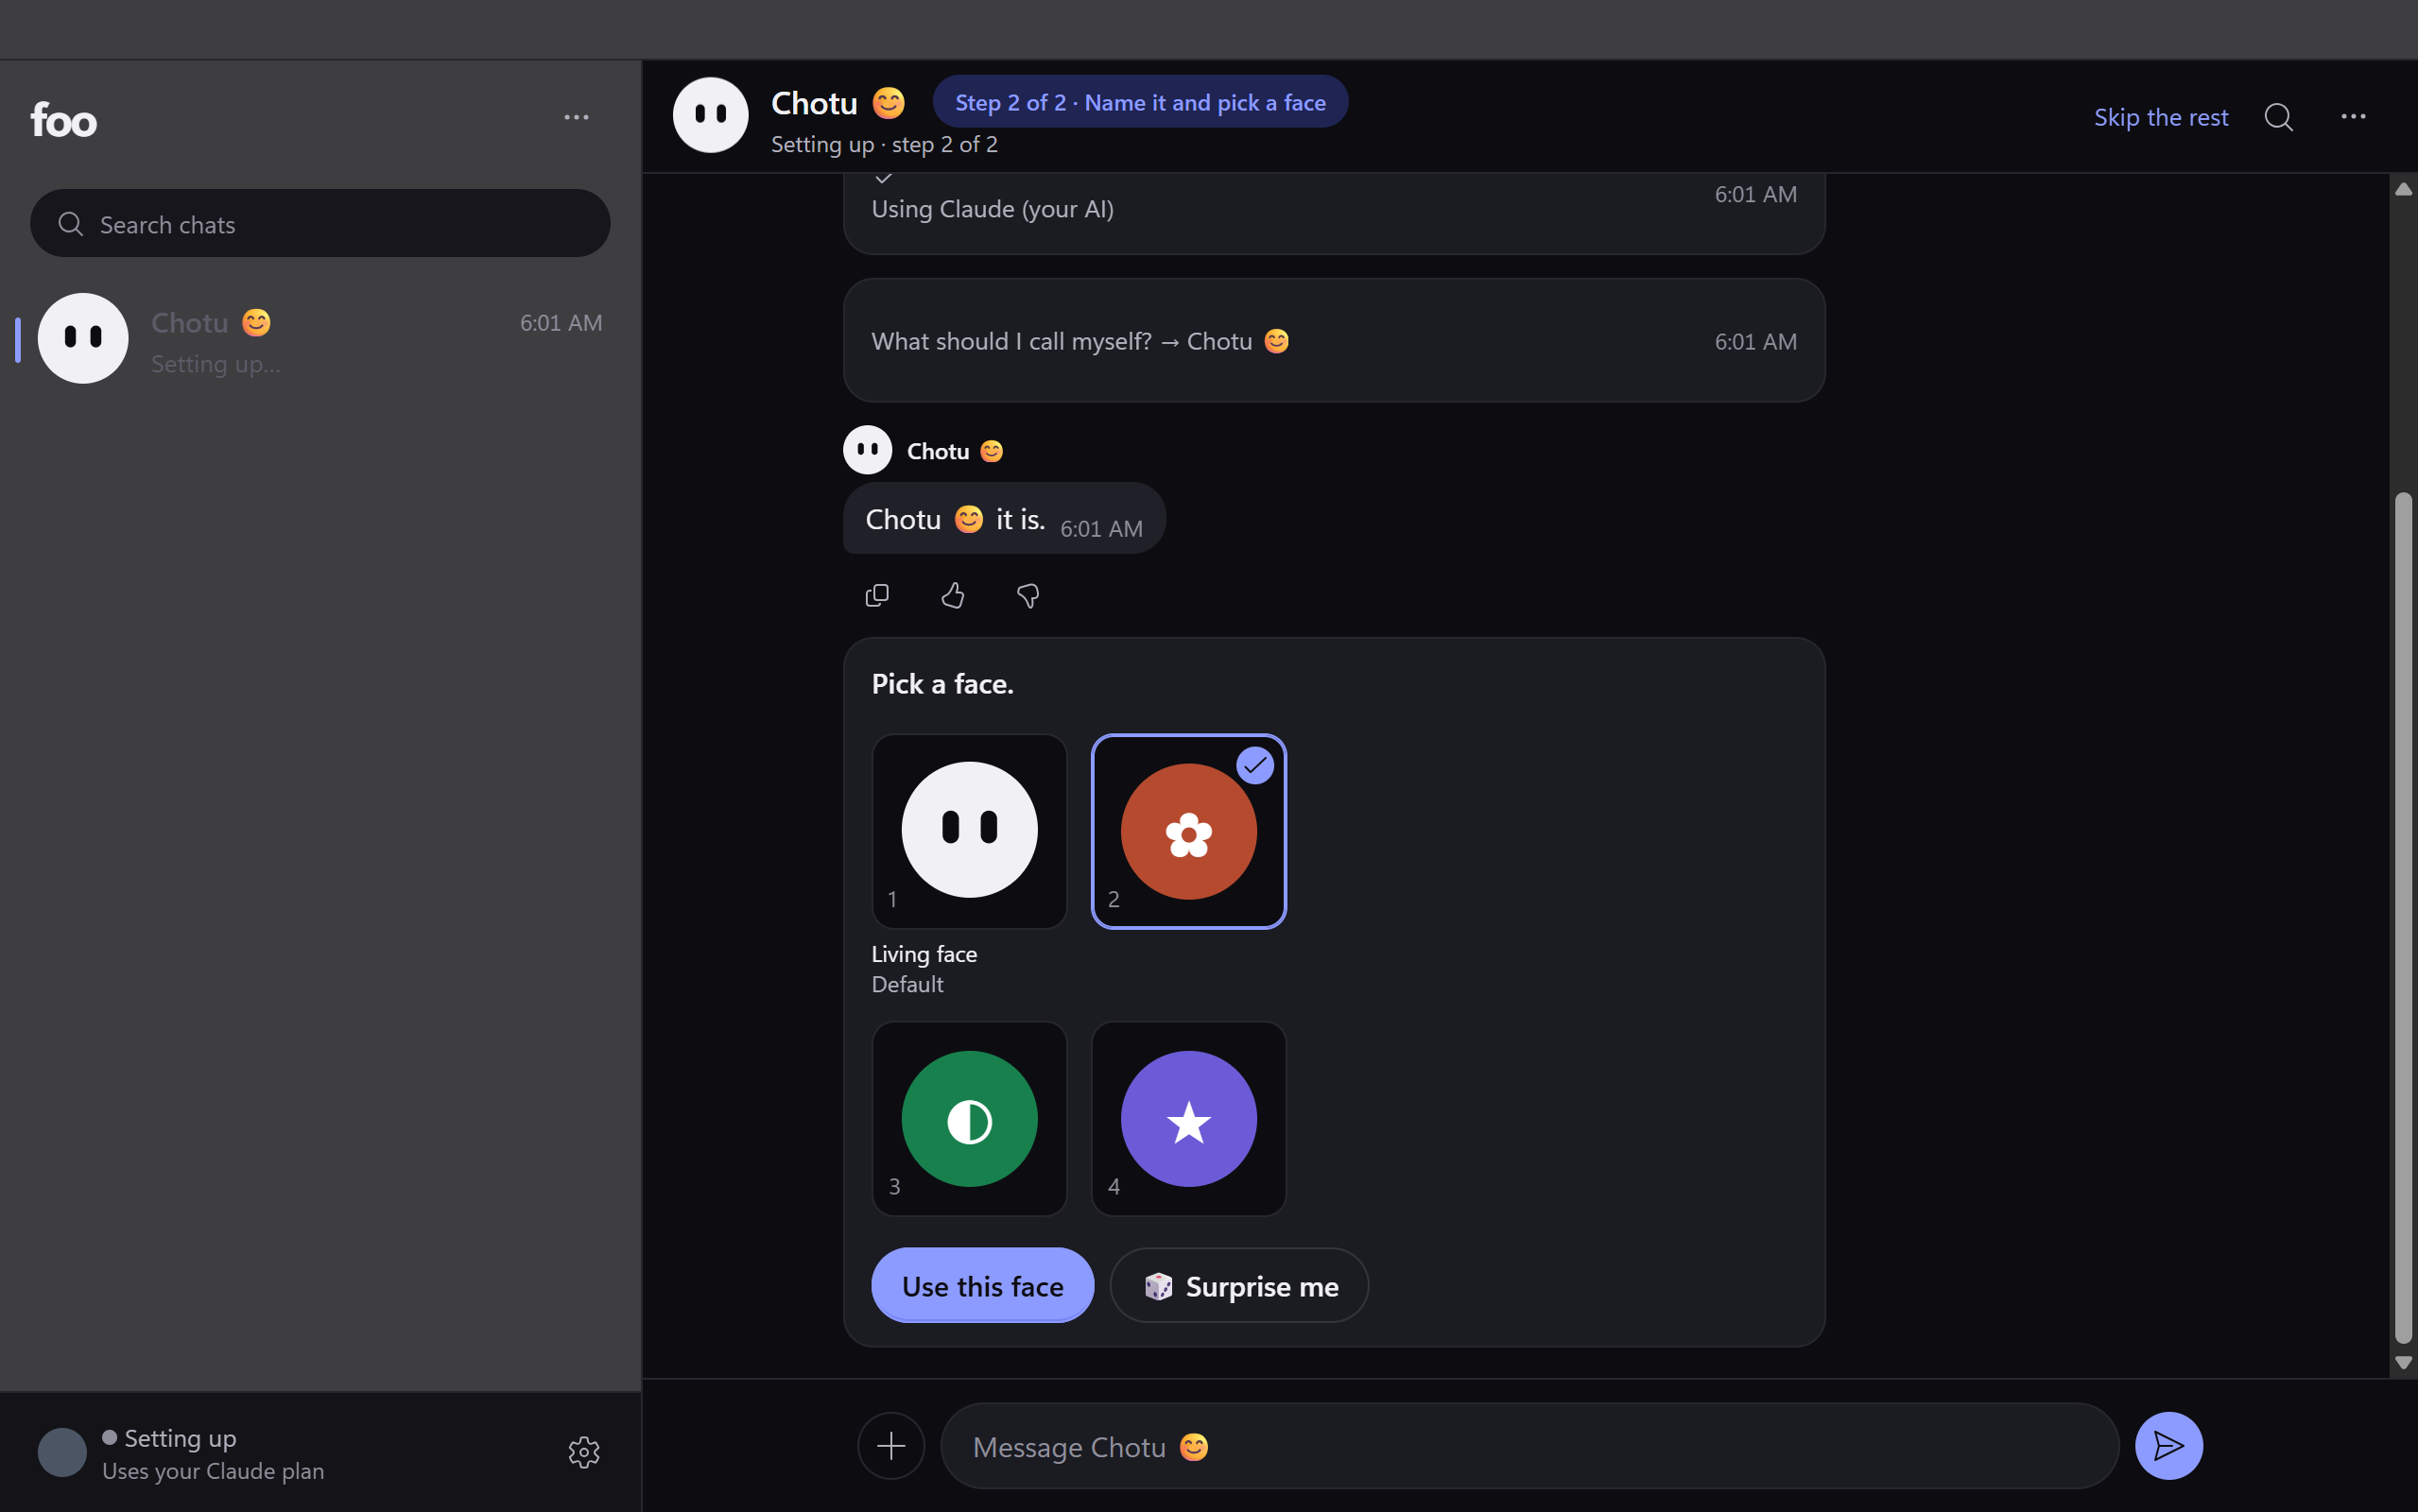 foo
...
Search chats
Chotu 😊
6:01 AM
Setting up...
Setting up
Uses your Claude plan
Chotu 😊
Step 2 of 2 · Name it and pick a face
Setting up · step 2 of 2
Skip the rest
...
Using Claude (your AI)
6:01 AM
What should I call myself? → Chotu 😊
6:01 AM
Chotu 😊
Chotu 😊 it is.
6:01 AM
Pick a face.
1
2
Living face
Default
3
4
Use this face
🎲 Surprise me
Message Chotu 😊